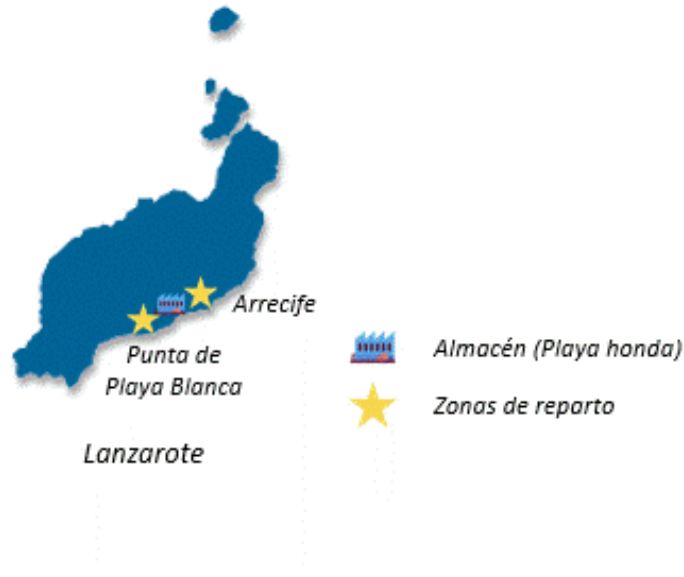 Arrecife
Punta de
Playa Blanca
Lanzarote
Almacén (Playa honda)
Zonas de reparto